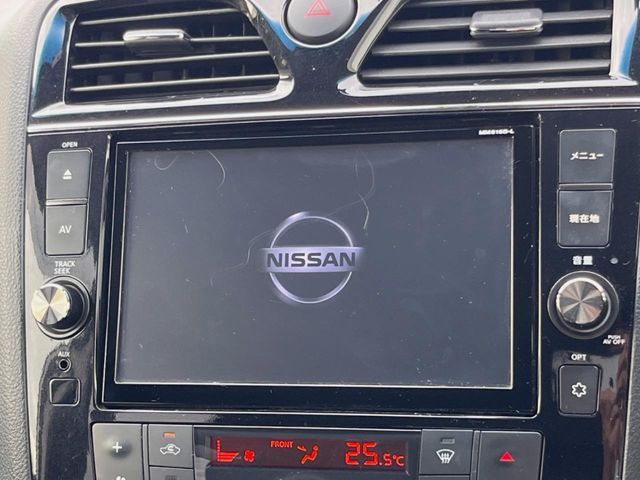 MM516D-L
OPEN
AV
TRACK
SEEK
AUX
NISSAN
メニュー
現在地
音量
PUSH
AV OFF
OPT
FRONT
25.5℃